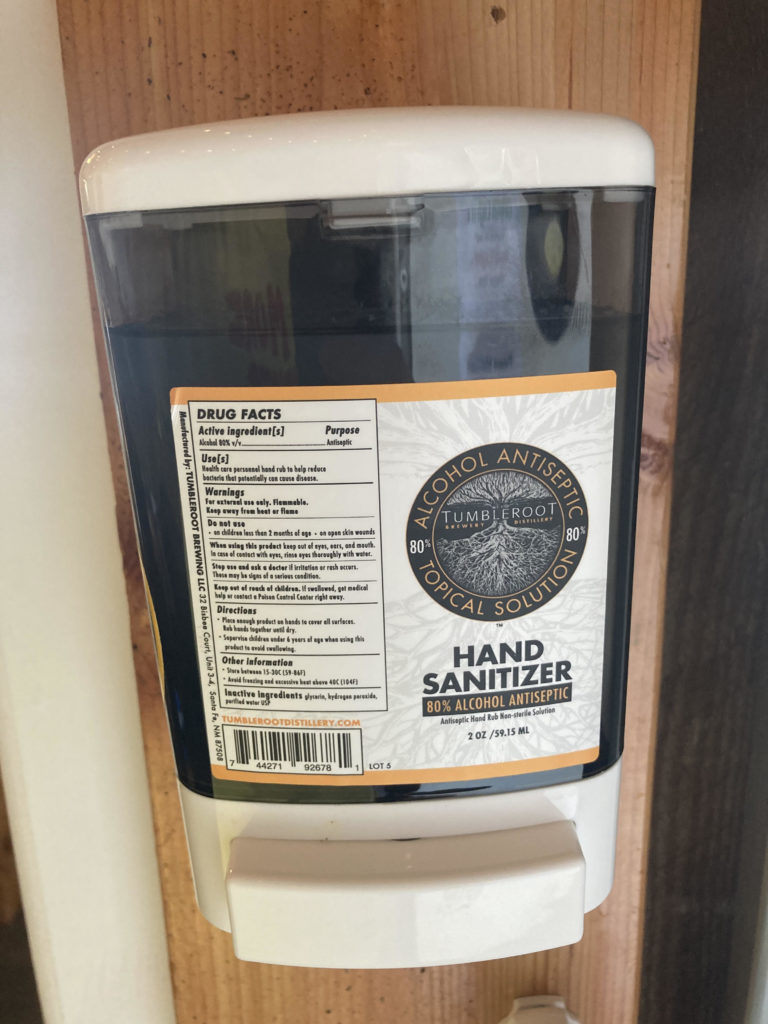 DRUG FACTS
Active ingredient[s] Purpose
Alcohol 80% v/v Antiseptic
Use[s]
Health care personnel hand rub to help reduce
bacteria that potentially can cause disease.
Warnings
For external use only. Flammable.
Keep away from heat or flame
Do not use
• on children less than 2 months of age • on open skin wounds
When using this product keep out of eyes, ears, and mouth.
In case of contact with eyes, rinse eyes thoroughly with water.
Stop use and ask a doctor if irritation or rash occurs.
These may be signs of a serious condition.
Keep out of reach of children. If swallowed, get medical
help or contact a Poison Control Center right away.
Directions
• Place enough product on hands to cover all surfaces.
Rub hands together until dry.
• Supervise children under 6 years of age when using this
product to avoid swallowing.
Other information
• Store between 15-30C (59-86F)
• Avoid freezing and excessive heat above 40C (104F)
Inactive ingredients glycerin, hydrogen peroxide,
purified water USP
Manufactured by: TUMBLEROOT BREWING LLC 32 Bisbee Court, Unit 3-4, Santa Fe, NM 87508
TUMBLEROOTDISTILLERY.COM
7 44271 92678 1
LOT 5
ALCOHOL ANTISEPTIC
TUMBLEROOT
BREWERY DISTILLERY
80% 80%
TOPICAL SOLUTION
TM
HAND
SANITIZER
80% ALCOHOL ANTISEPTIC
Antiseptic Hand Rub Non-sterile Solution
2 OZ /59.15 ML